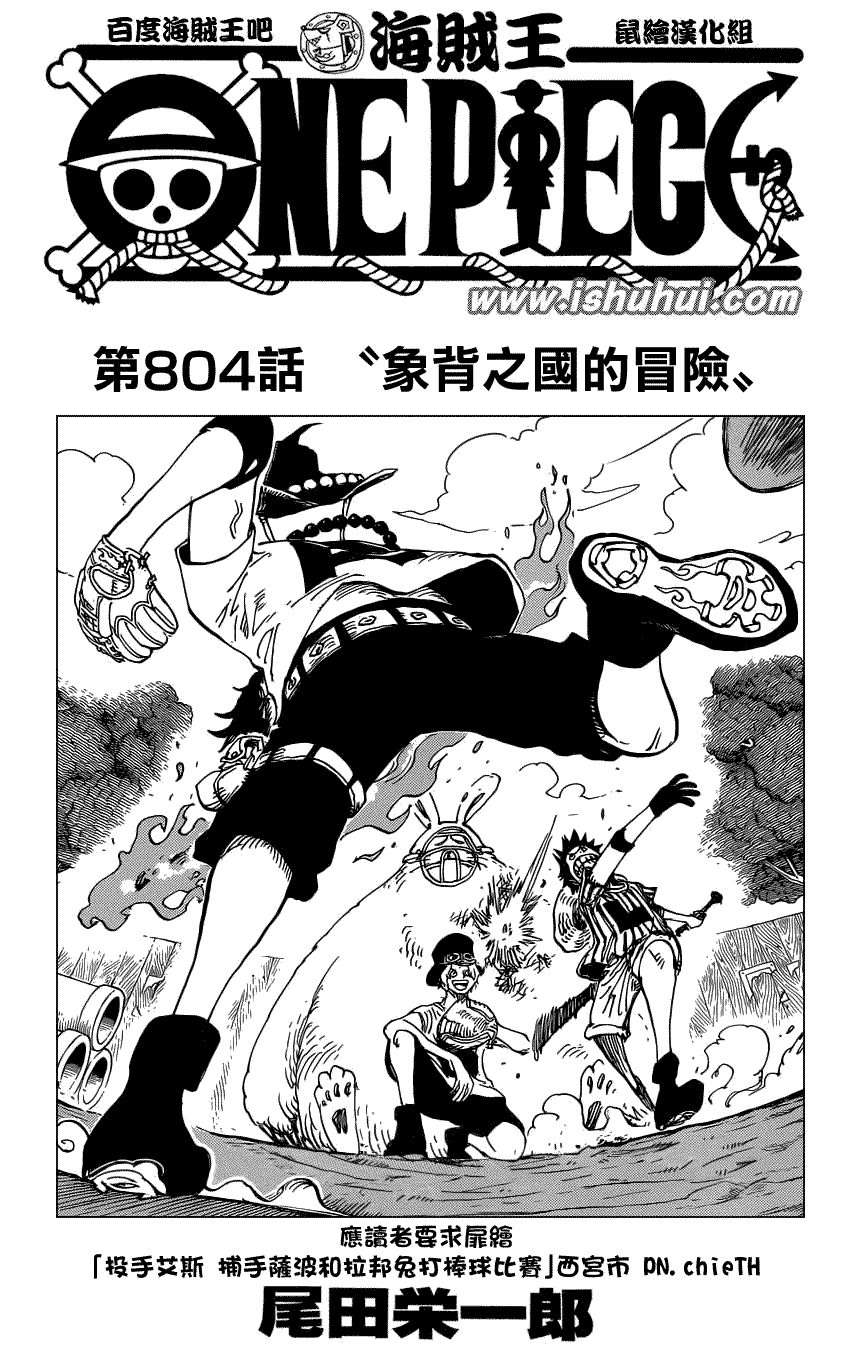 百度海賊王吧
海賊王
鼠繪漢化組
ONE PIECE
www.ishuhui.com
第804話 〝象背之國的冒險〟
應讀者要求扉繪
「投手艾斯 捕手薩波和拉邦兔打棒球比賽」西宮市 PN.chieTH
尾田栄一郎